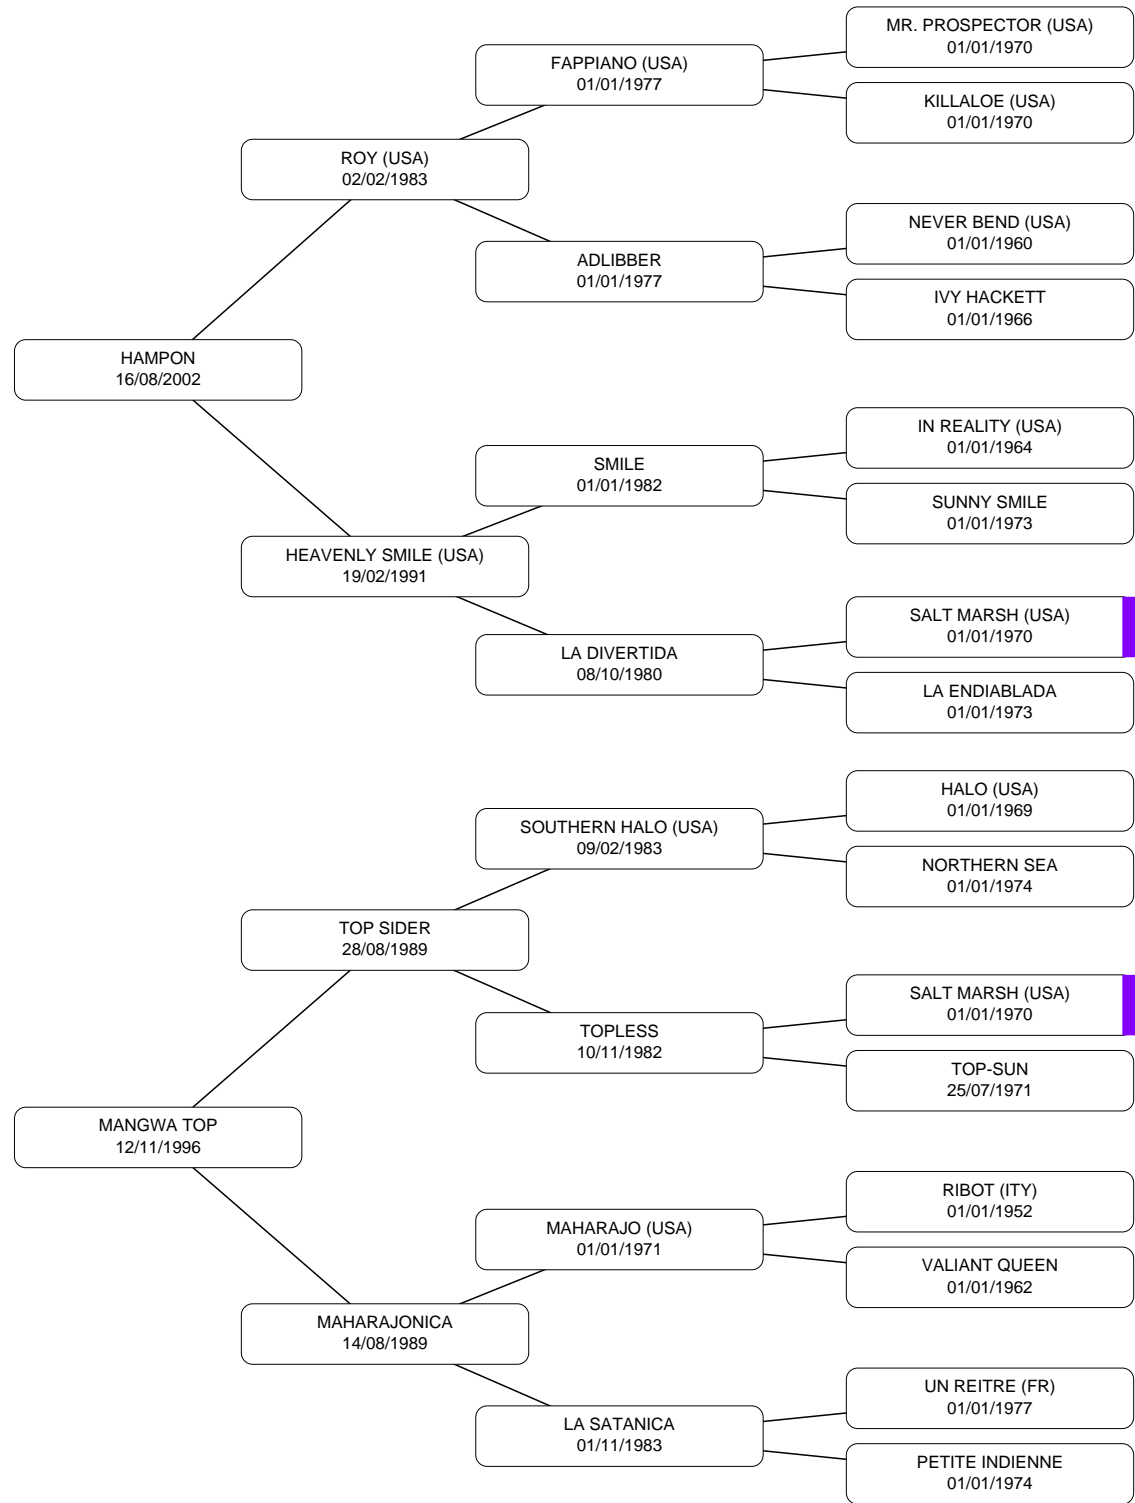 MR. PROSPECTOR (USA)
01/01/1970
FAPPIANO (USA)
01/01/1977
KILLALOE (USA)
01/01/1970
ROY (USA)
02/02/1983
NEVER BEND (USA)
01/01/1960
ADLIBBER
01/01/1977
IVY HACKETT
01/01/1966
HAMPON
16/08/2002
IN REALITY (USA)
01/01/1964
SMILE
01/01/1982
SUNNY SMILE
01/01/1973
HEAVENLY SMILE (USA)
19/02/1991
SALT MARSH (USA)
01/01/1970
LA DIVERTIDA
08/10/1980
LA ENDIABLADA
01/01/1973
HALO (USA)
01/01/1969
SOUTHERN HALO (USA)
09/02/1983
NORTHERN SEA
01/01/1974
TOP SIDER
28/08/1989
SALT MARSH (USA)
01/01/1970
TOPLESS
10/11/1982
TOP-SUN
25/07/1971
MANGWA TOP
12/11/1996
RIBOT (ITY)
01/01/1952
MAHARAJO (USA)
01/01/1971
VALIANT QUEEN
01/01/1962
MAHARAJONICA
14/08/1989
UN REITRE (FR)
01/01/1977
LA SATANICA
01/11/1983
PETITE INDIENNE
01/01/1974